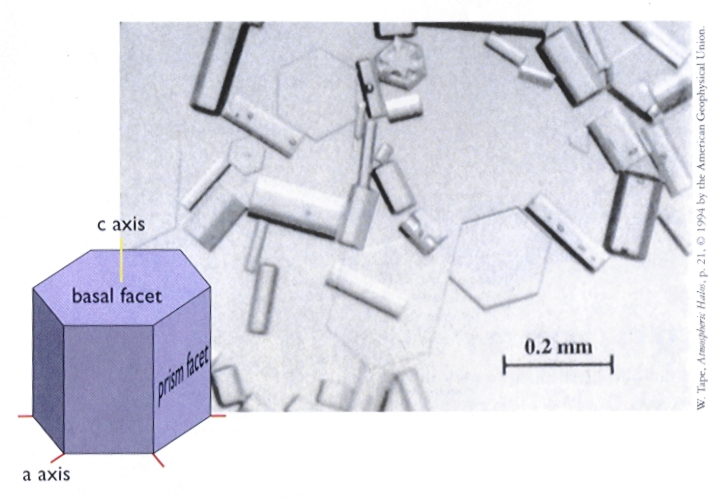 c axis
basal facet
prism facet
a axis
0.2 mm
W. Tape, Atmospheric Halos, p. 21, © 1994 by the American Geophysical Union.